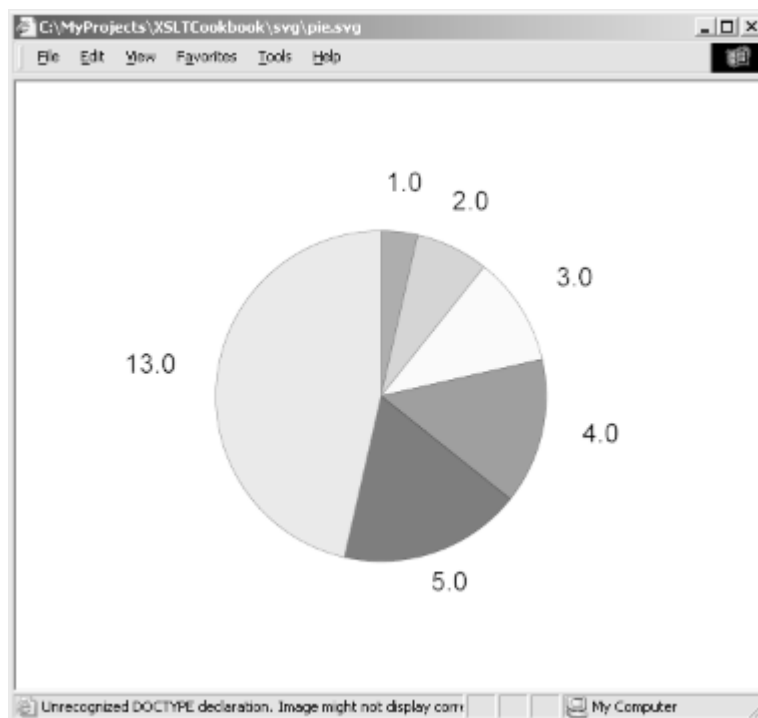 C:\MyProjects\XSLTCookbook\svg\pie.svg
File Edit View Favorites Tools Help
1.0
2.0
3.0
13.0
4.0
5.0
Unrecognized DOCTYPE declaration. Image might not display corre My Computer